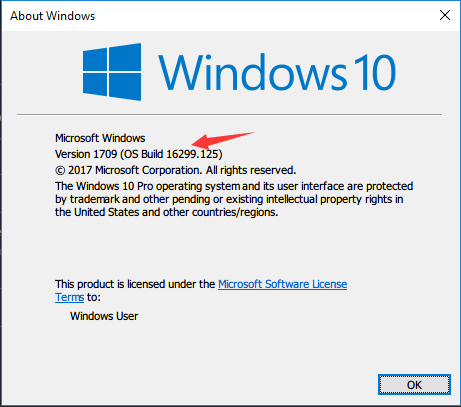 About Windows
Windows 10
Microsoft Windows
Version 1709 (OS Build 16299.125)
© 2017 Microsoft Corporation. All rights reserved.
The Windows 10 Pro operating system and its user interface are protected
by trademark and other pending or existing intellectual property rights in
the United States and other countries/regions.
This product is licensed under the Microsoft Software License
Terms to:
Windows User
OK